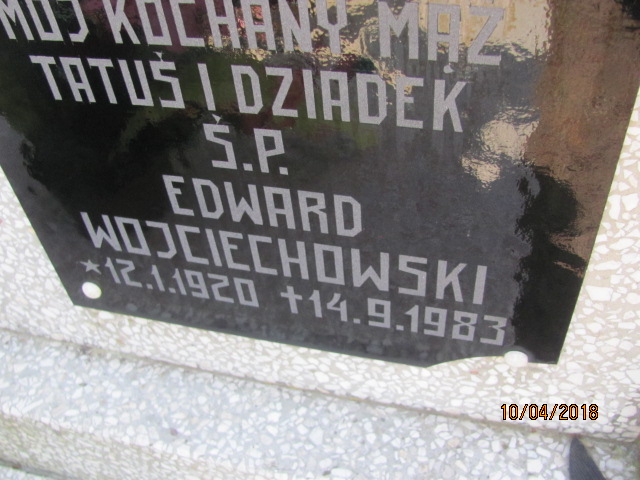 MÓJ KOCHANY MĄŻ
TATUŚ I DZIADEK
Ś.P.
EDWARD
WOJCIECHOWSKI
*12.1.1920 †14.9.1983
10/04/2018